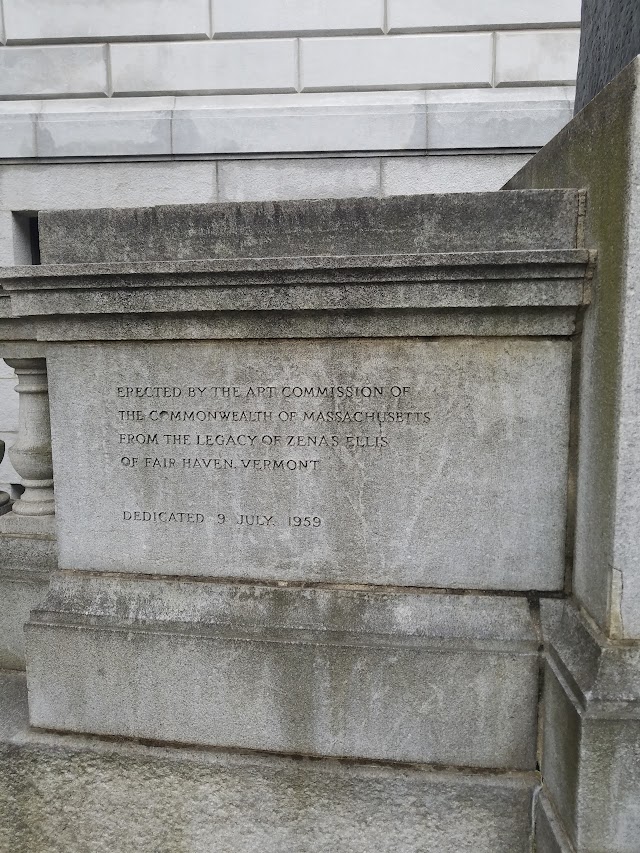 ERECTED BY THE ART COMMISSION OF
THE COMMONWEALTH OF MASSACHUSETTS
FROM THE LEGACY OF ZENAS ELLIS
OF FAIR HAVEN, VERMONT
DEDICATED 9 JULY, 1959